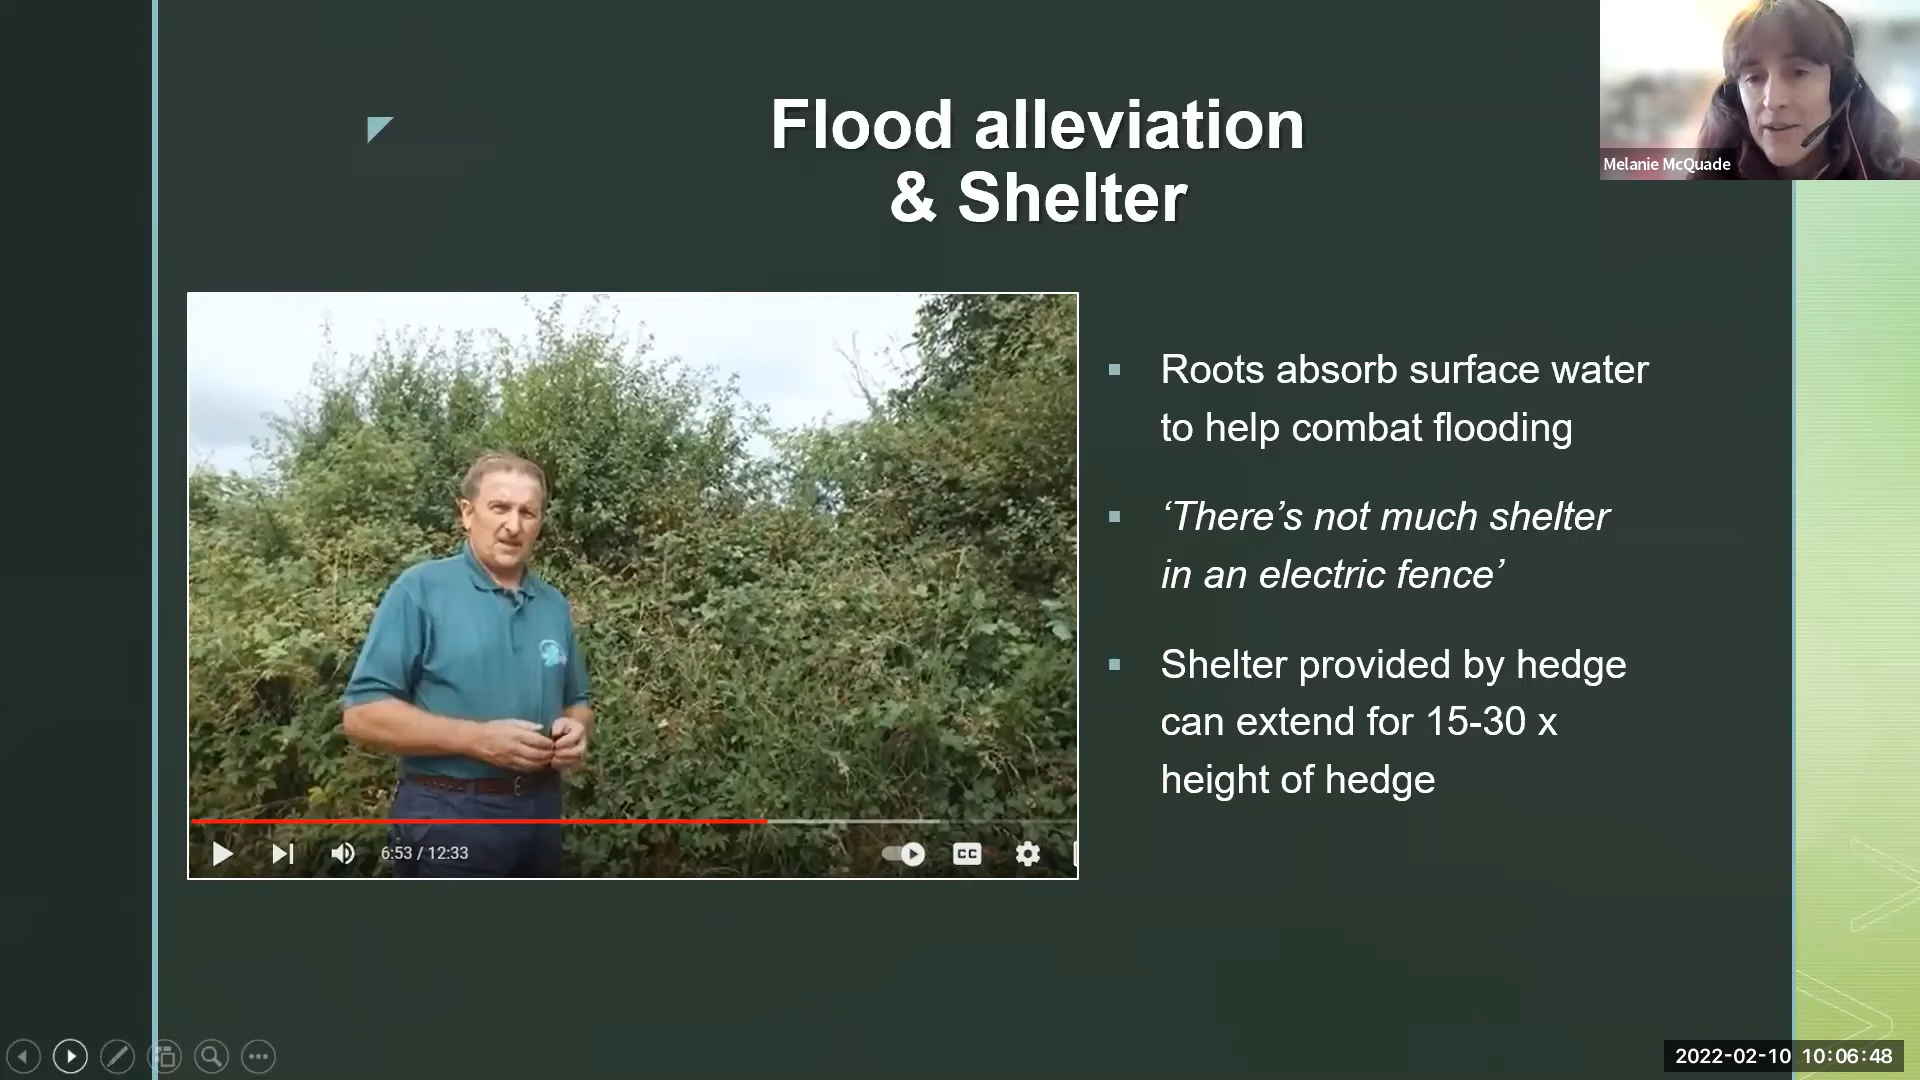 Flood alleviation
& Shelter
Melanie McQuade
Roots absorb surface water
to help combat flooding
‘There’s not much shelter
in an electric fence’
Shelter provided by hedge
can extend for 15-30 x
height of hedge
6:53 / 12:33
CC
2022-02-10 10:06:48